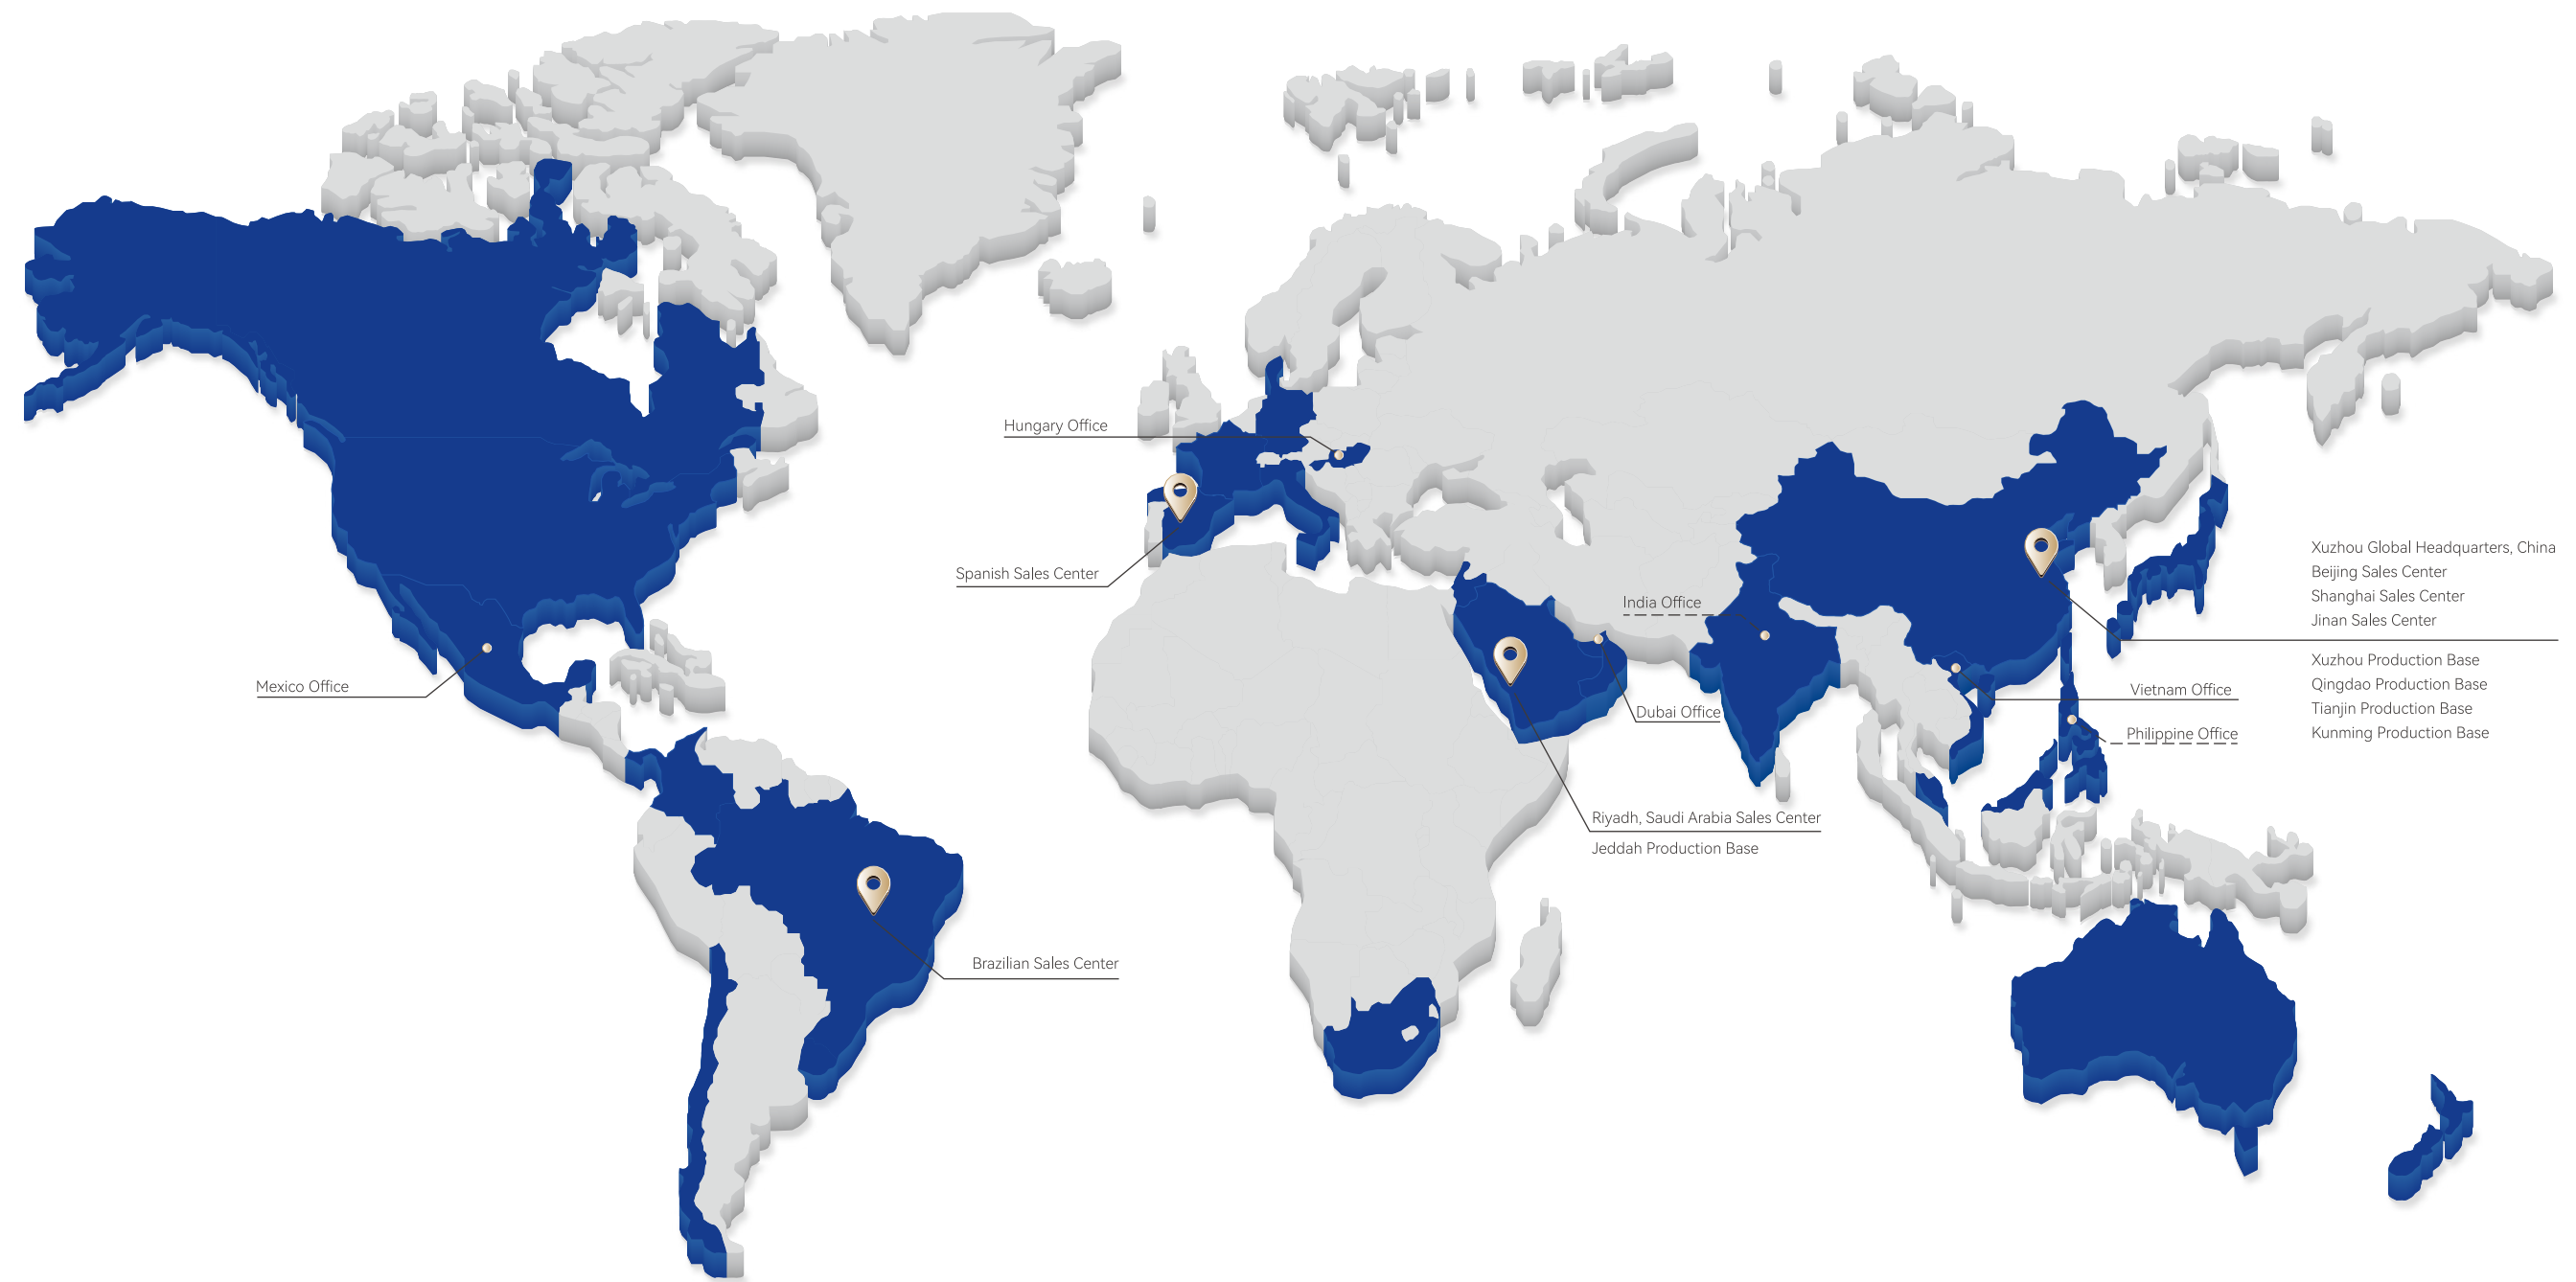 Hungary Office
Spanish Sales Center
Mexico Office
Brazilian Sales Center
India Office
Dubai Office
Riyadh, Saudi Arabia Sales Center
Jeddah Production Base
Vietnam Office
Philippine Office
Xuzhou Global Headquarters, China
Beijing Sales Center
Shanghai Sales Center
Jinan Sales Center
Xuzhou Production Base
Qingdao Production Base
Tianjin Production Base
Kunming Production Base